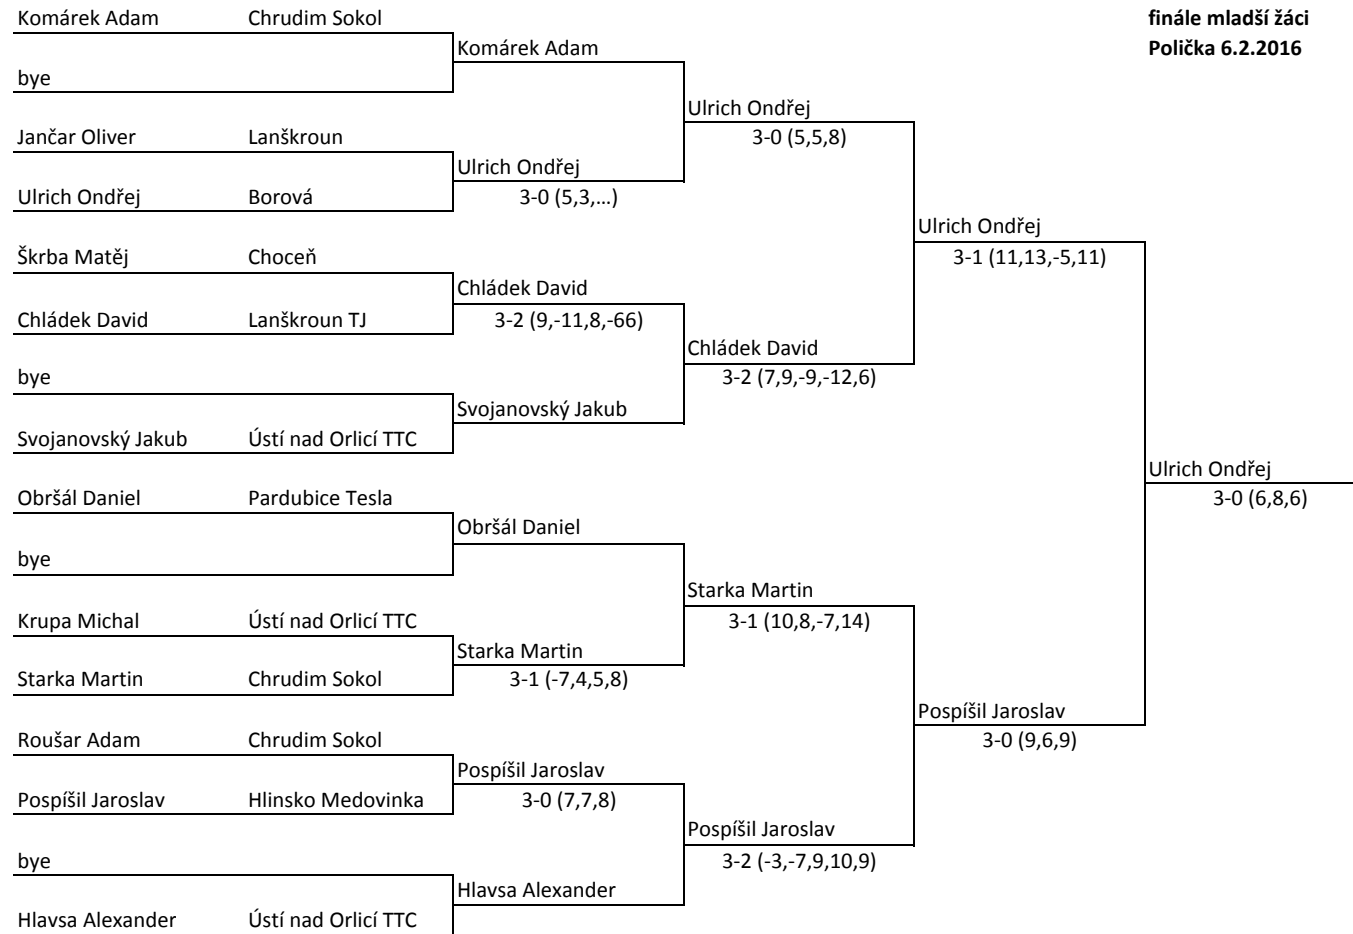 Komárek Adam Chrudim Sokol finále mladší žáci
Komárek Adam Polička 6.2.2016
bye
Ulrich Ondřej
Jančar Oliver Lanškroun 3-0 (5,5,8)
Ulrich Ondřej
Ulrich Ondřej Borová 3-0 (5,3,...)
Ulrich Ondřej
Škrba Matěj Choceň 3-1 (11,13,-5,11)
Chládek David
Chládek David Lanškroun TJ 3-2 (9,-11,8,-66)
Chládek David
bye 3-2 (7,9,-9,-12,6)
Svojanovský Jakub
Svojanovský Jakub Ústí nad Orlicí TTC
Ulrich Ondřej
Obršál Daniel Pardubice Tesla 3-0 (6,8,6)
Obršál Daniel
bye
Starka Martin
Krupa Michal Ústí nad Orlicí TTC 3-1 (10,8,-7,14)
Starka Martin
Starka Martin Chrudim Sokol 3-1 (-7,4,5,8)
Pospíšil Jaroslav
Roušar Adam Chrudim Sokol 3-0 (9,6,9)
Pospíšil Jaroslav
Pospíšil Jaroslav Hlinsko Medovinka 3-0 (7,7,8)
Pospíšil Jaroslav
bye 3-2 (-3,-7,9,10,9)
Hlavsa Alexander
Hlavsa Alexander Ústí nad Orlicí TTC